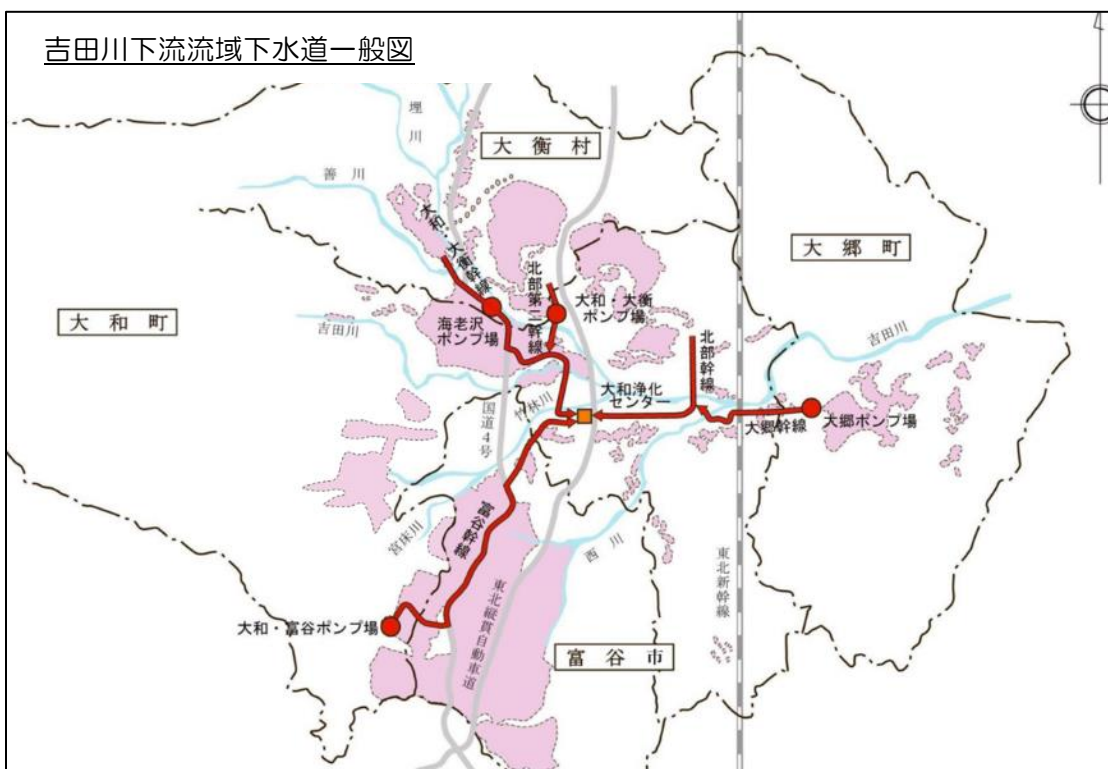 吉田川下流流域下水道一般図
埋川
大衡村
善川
大和・大衡幹線
大郷町
北部第二幹線
大和・大衡
ポンプ場
大和町
海老沢
ポンプ場
吉田川
吉田川
北部幹線
大和浄化
センター
竹林川
国道4号
大郷幹線
大郷ポンプ場
富谷幹線
宮床川
西川
東北新幹線
東北縦貫自動車道
大和・富谷ポンプ場
富谷市